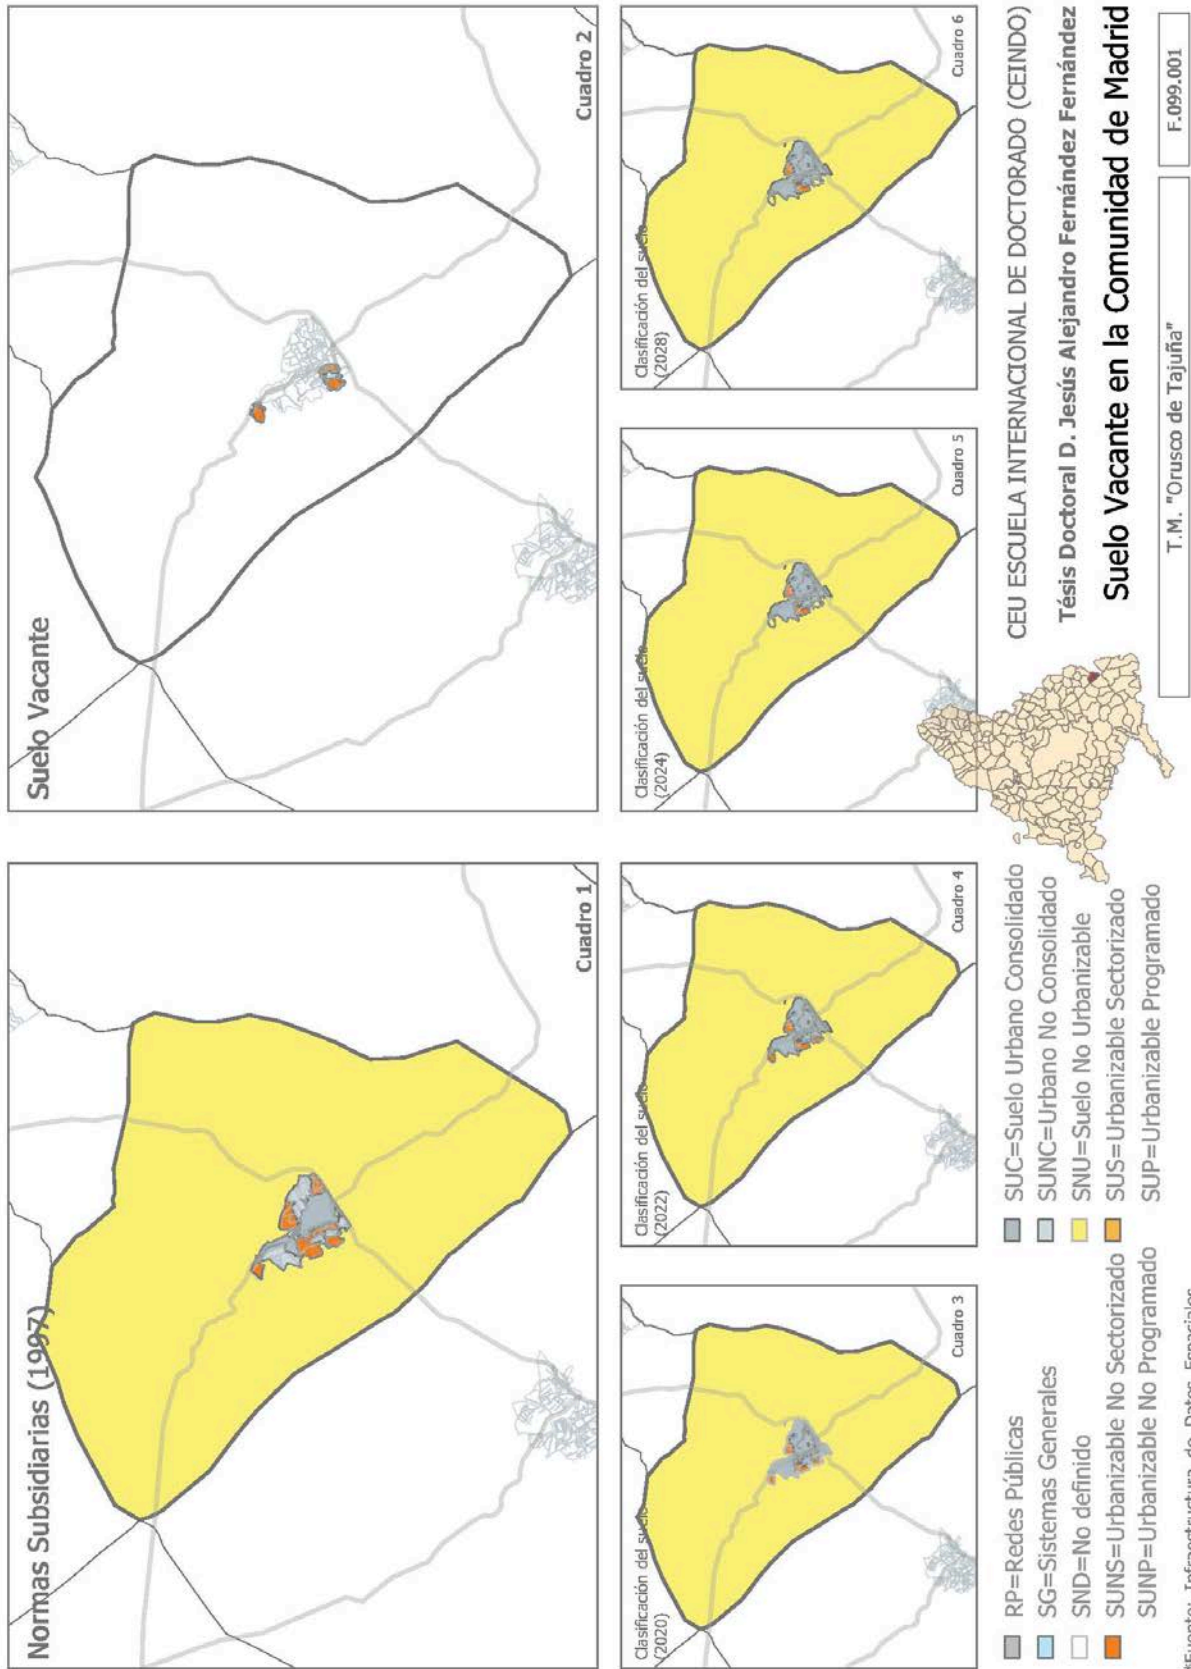 Normas Subsidiarias (1997)
Cuadro 1
Suelo Vacante
Cuadro 2
Clasificación del suelo
(2020)
Cuadro 3
Clasificación del suelo
(2022)
Cuadro 4
Clasificación del suelo
(2024)
Cuadro 5
Clasificación del suelo
(2028)
Cuadro 6
RP=Redes Públicas
SG=Sistemas Generales
SND=No definido
SUNS=Urbanizable No Sectorizado
SUNP=Urbanizable No Programado
SUC=Suelo Urbano Consolidado
SUNC=Urbano No Consolidado
SNU=Suelo No Urbanizable
SUS=Urbanizable Sectorizado
SUP=Urbanizable Programado
CEU ESCUELA INTERNACIONAL DE DOCTORADO (CEINDO)
Tésis Doctoral D. Jesús Alejandro Fernández Fernández
Suelo Vacante en la Comunidad de Madrid
T.M. "Orusco de Tajuña"
F.099.001
*Fuente: Infraestructura de Datos Espaciales